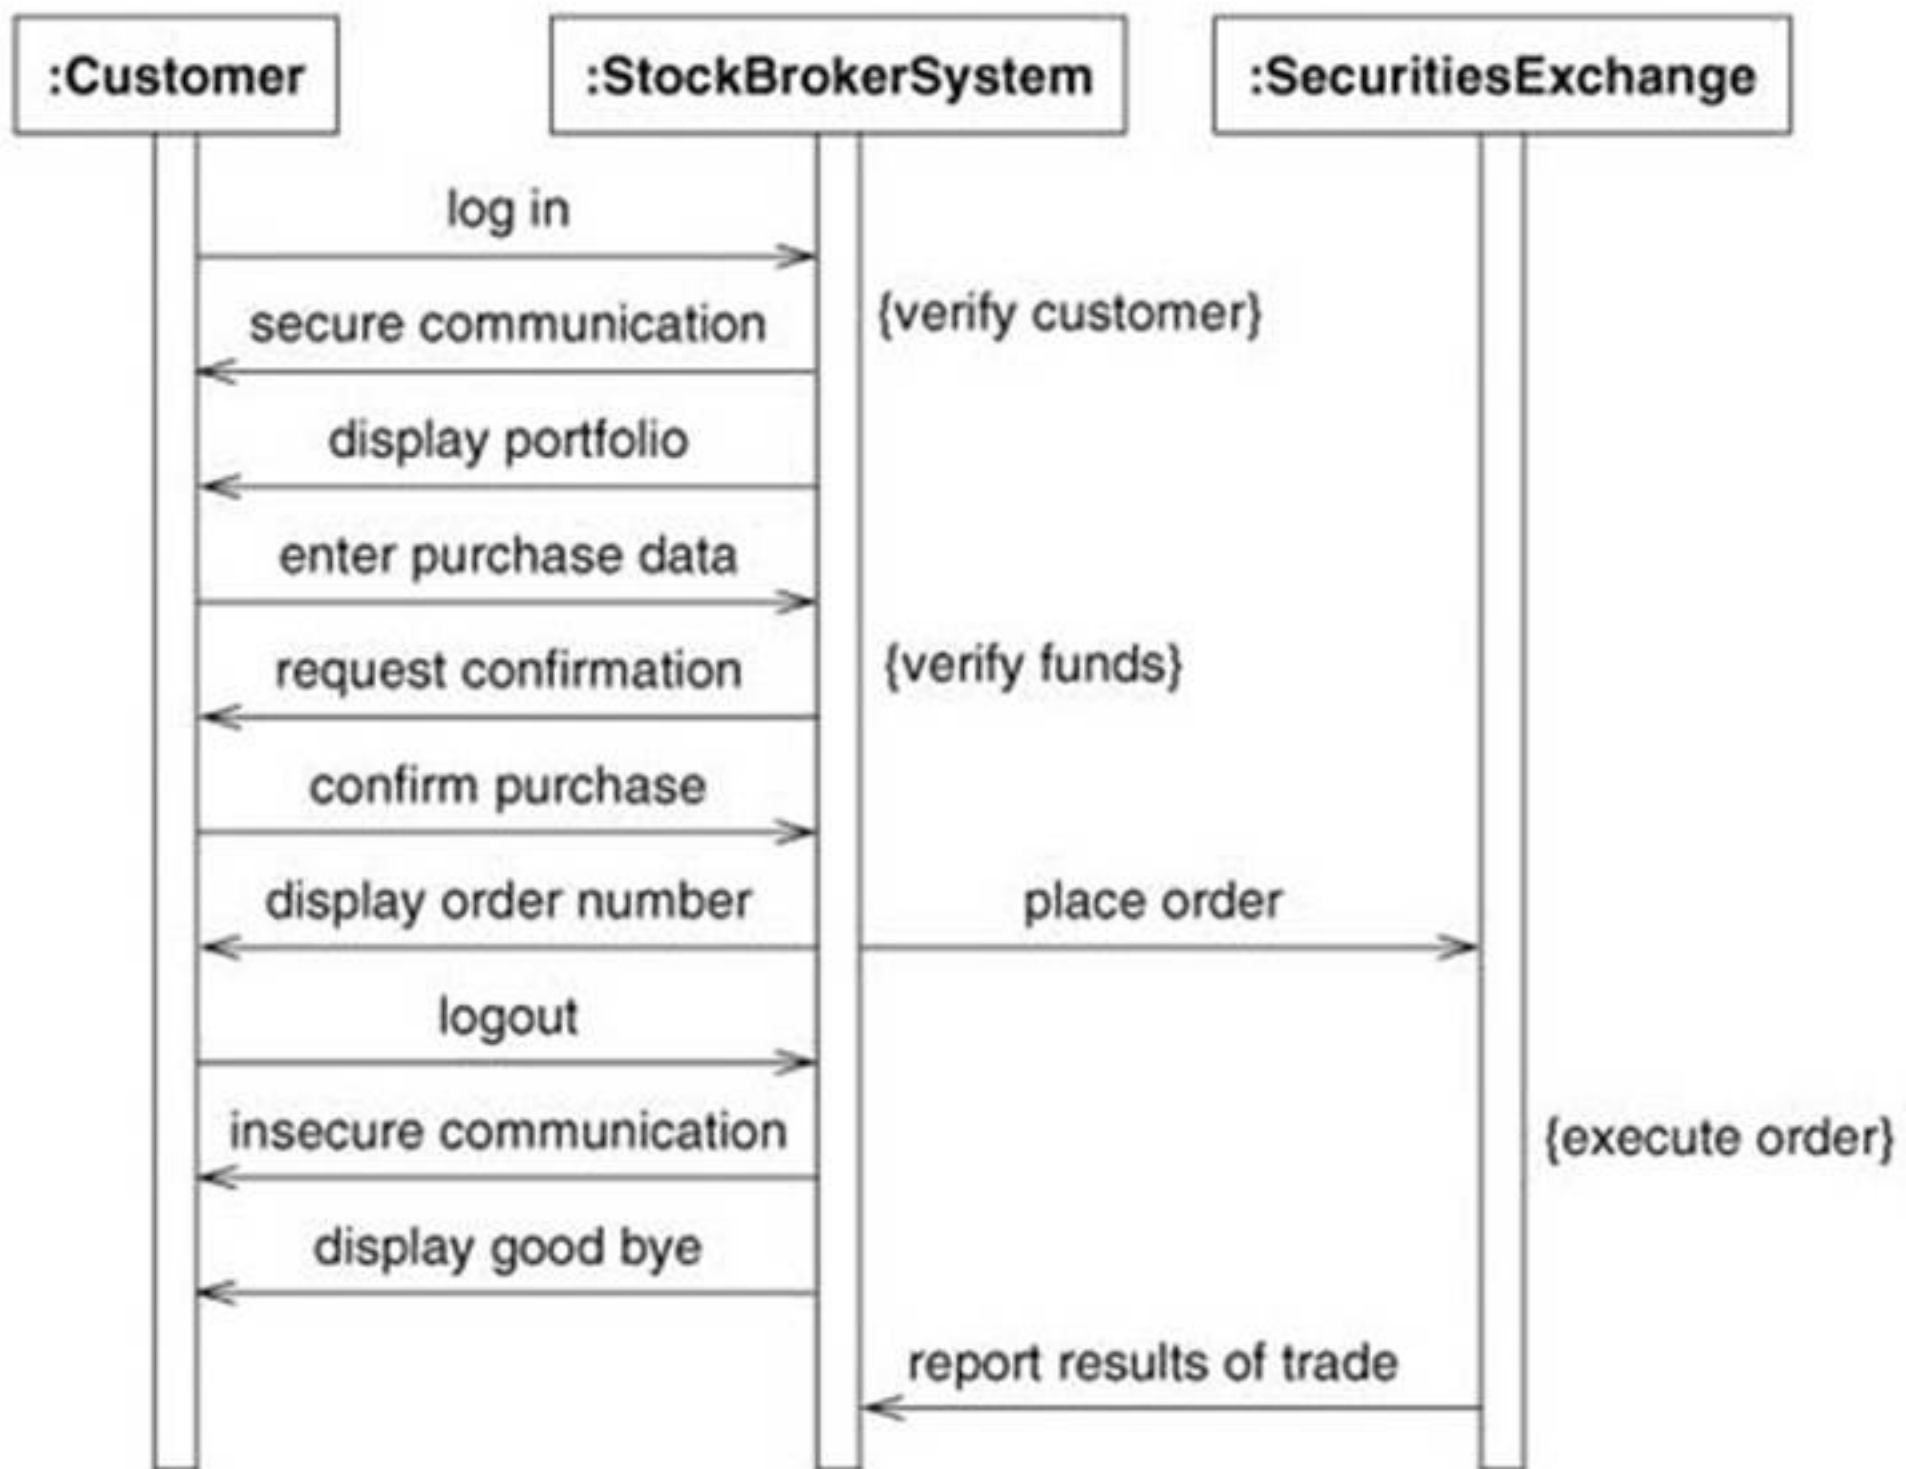 :Customer
:StockBrokerSystem
:SecuritiesExchange
log in
{verify customer}
secure communication
display portfolio
enter purchase data
{verify funds}
request confirmation
confirm purchase
display order number
place order
logout
insecure communication
{execute order}
display good bye
report results of trade